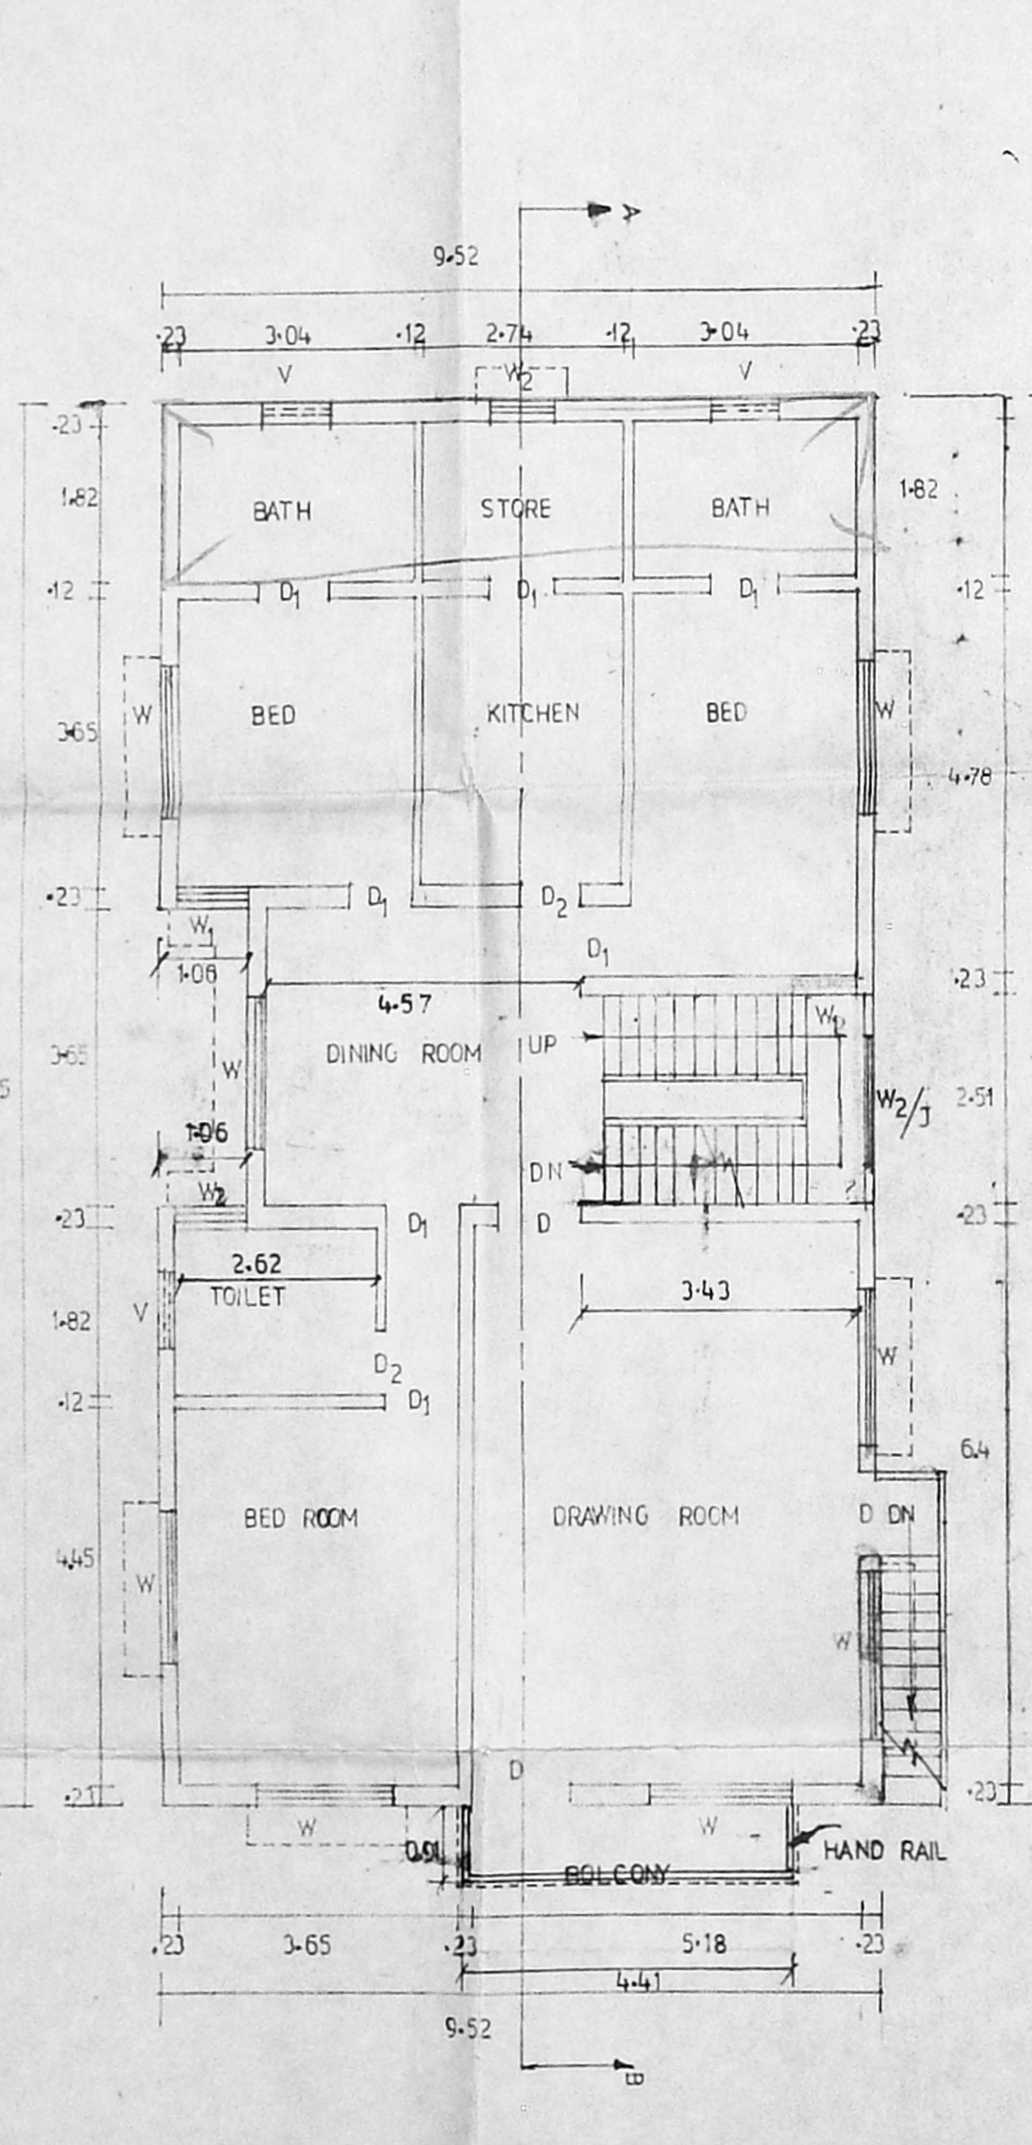 A
9.52
.23 3.04 .12 2.74 .12 3.04 .23
V W2 V
.23
1.82 BATH STORE BATH 1.82
.12 D1 D1 D1 .12
W BED KITCHEN BED W
3.65
4.78
.23 D1 D2
W1
D1
1.06 .23
4.57
W2
DINING ROOM UP
3.65 W
W2/J 2.51
1.06
DN
W2
.23 D1 D .23
2.62 3.43
TOILET
V
1.82
W
D2
.12 D1
6.4
BED ROOM DRAWING ROOM D DN
4.45
W
W
D
.23 .23
W W
0.91 HAND RAIL
BOLCONY
.23 3.65 .23 5.18 .23
4.41
9.52
B